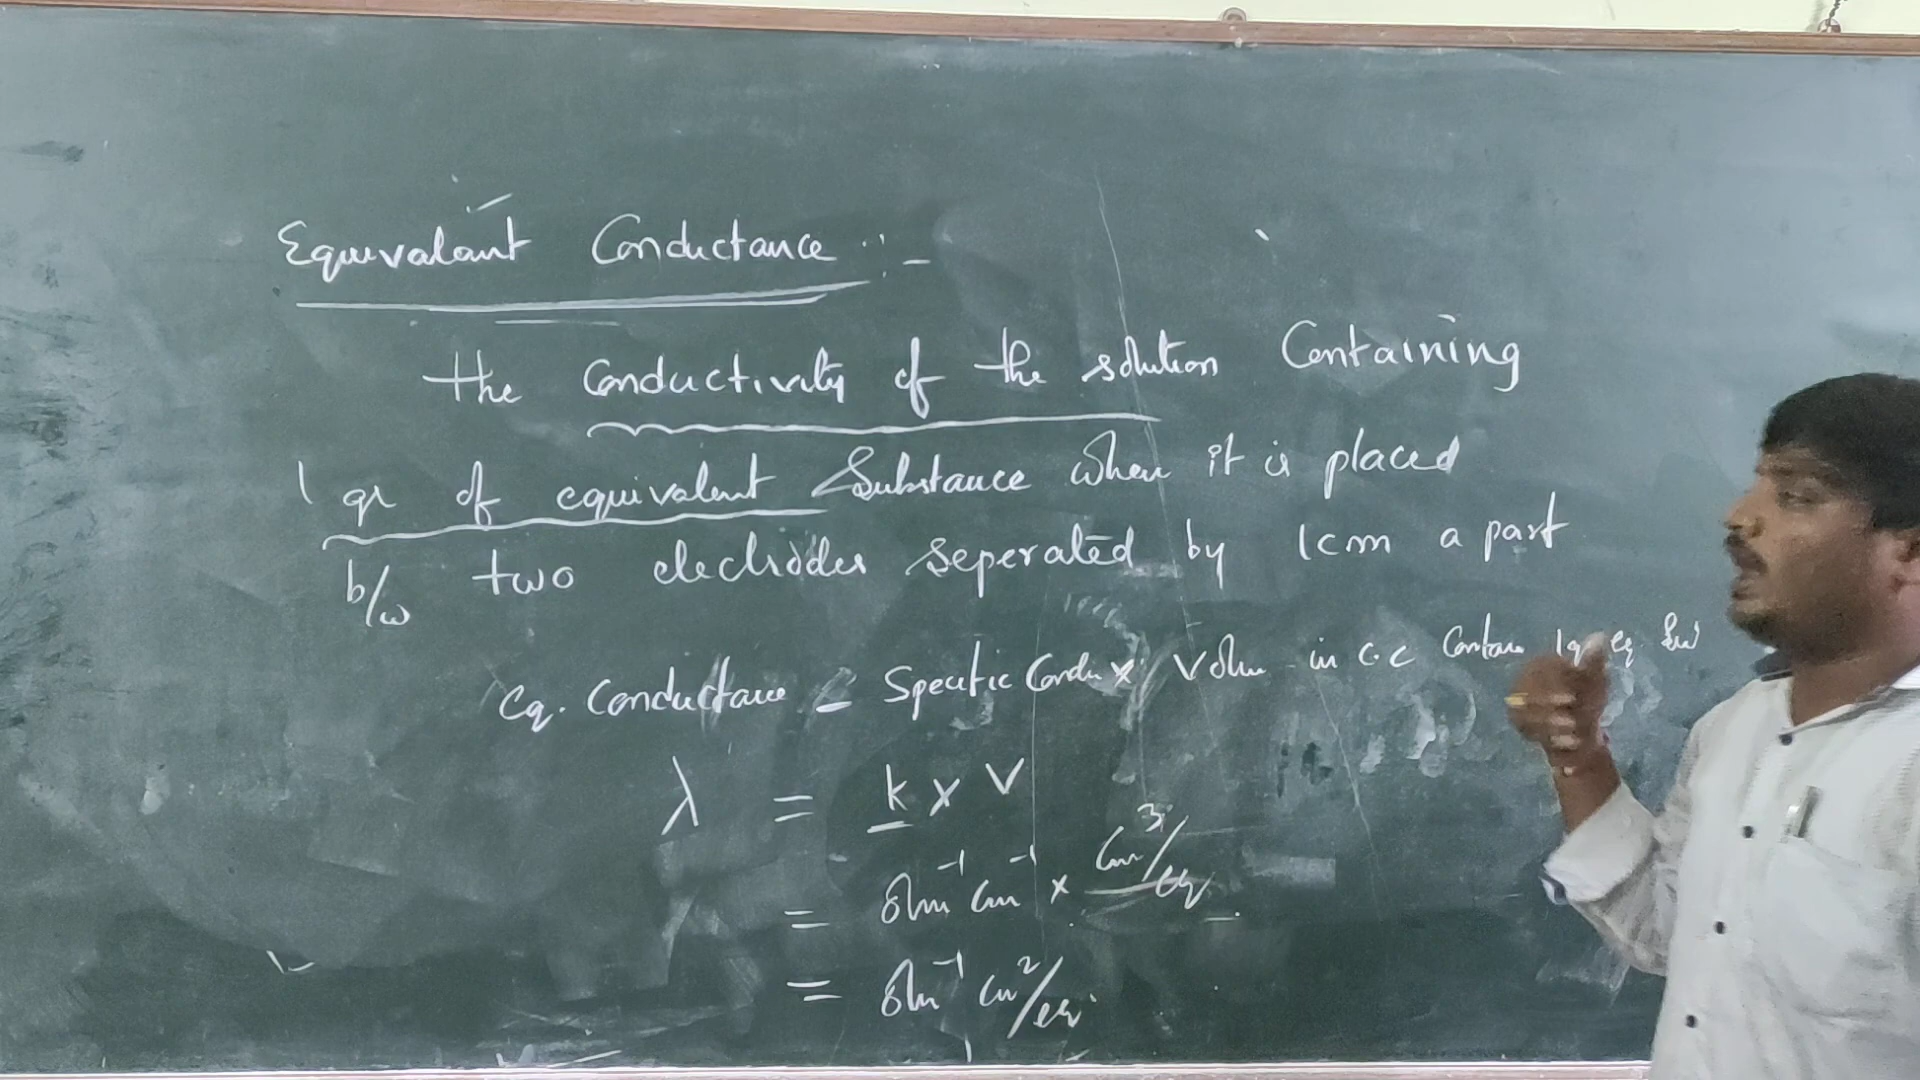 Equivalant Conductance :-
the conductivity of the solution Containing
1 gr of equivalent Substance when it is placed
b/w two electrodes seperated by 1cm a part
eq. Conductance = Specific Condu x Volum in c.c Contain 1g eq
λ = k x v
= ohm⁻¹ cm⁻¹ x cm³/eq
= ohm⁻¹ cm²/eq